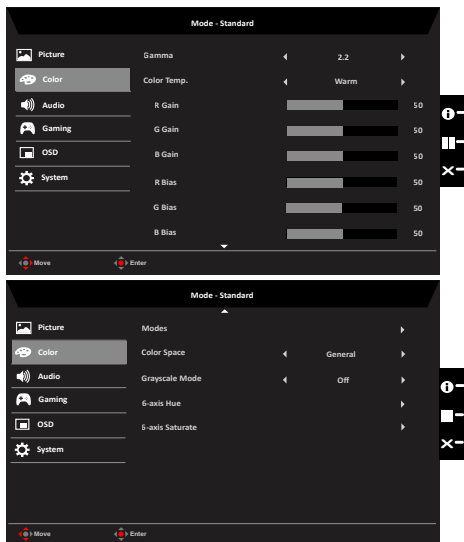 Mode - Standard
Picture Gamma 2.2
Color Color Temp. Warm
Audio R Gain 50
Gaming G Gain 50
OSD B Gain 50
System R Bias 50
G Bias 50
B Bias 50
Move Enter
Mode - Standard
Picture Modes
Color Color Space General
Audio Grayscale Mode Off
Gaming 6-axis Hue
OSD 6-axis Saturate
System
Move Enter